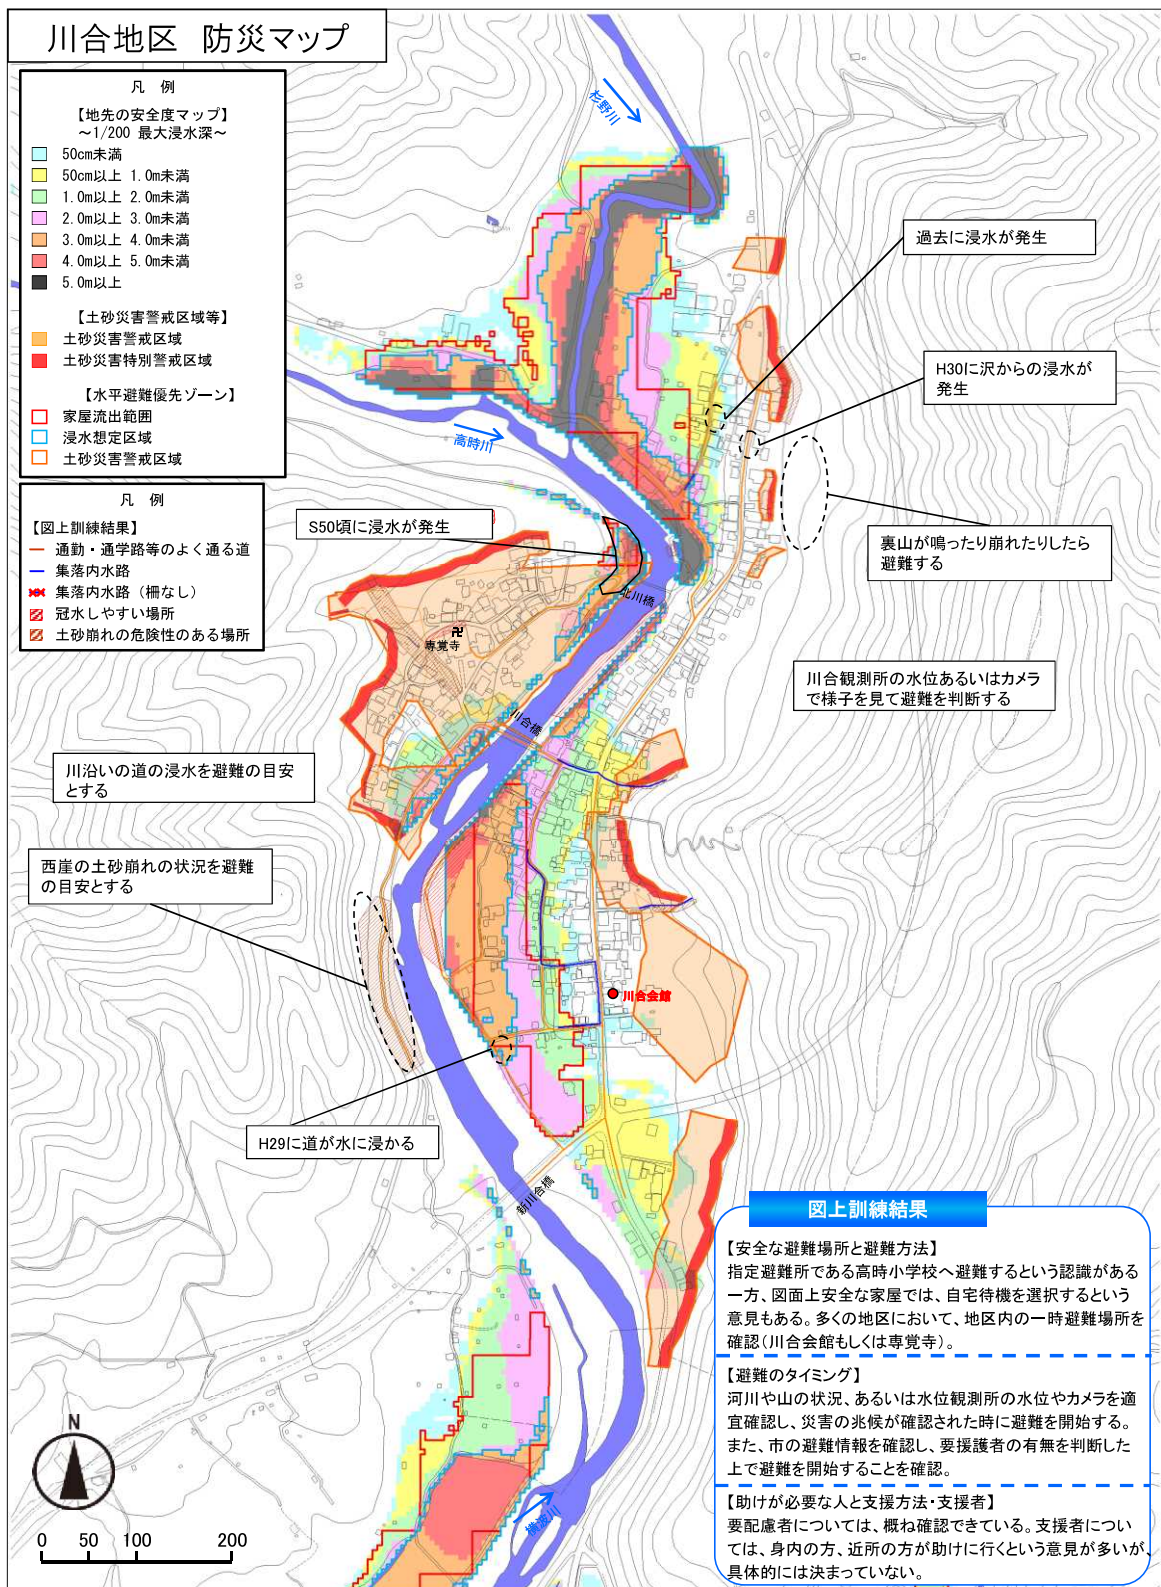 川合地区 防災マップ
凡 例
【地先の安全度マップ】
～1/200 最大浸水深～
50cm未満
50cm以上 1.0m未満
1.0m以上 2.0m未満
2.0m以上 3.0m未満
3.0m以上 4.0m未満
4.0m以上 5.0m未満
5.0m以上
【土砂災害警戒区域等】
土砂災害警戒区域
土砂災害特別警戒区域
【水平避難優先ゾーン】
家屋流出範囲
浸水想定区域
土砂災害警戒区域
凡 例
【図上訓練結果】
通勤・通学路等のよく通る道
集落内水路
集落内水路（柵なし）
冠水しやすい場所
土砂崩れの危険性のある場所
杉野川
過去に浸水が発生
H30に沢からの浸水が
発生
高時川
S50頃に浸水が発生
裏山が鳴ったり崩れたりしたら
避難する
北川橋
専覚寺
川合観測所の水位あるいはカメラ
で様子を見て避難を判断する
川合橋
川沿いの道の浸水を避難の目安
とする
西崖の土砂崩れの状況を避難
の目安とする
川合会館
H29に道が水に浸かる
新川合橋
図上訓練結果
【安全な避難場所と避難方法】
指定避難所である高時小学校へ避難するという認識がある
一方、図面上安全な家屋では、自宅待機を選択するという
意見もある。多くの地区において、地区内の一時避難場所を
確認（川合会館もしくは専覚寺）。
【避難のタイミング】
河川や山の状況、あるいは水位観測所の水位やカメラを適
宜確認し、災害の兆候が確認された時に避難を開始する。
また、市の避難情報を確認し、要援護者の有無を判断した
上で避難を開始することを確認。
【助けが必要な人と支援方法・支援者】
要配慮者については、概ね確認できている。支援者につい
ては、身内の方、近所の方が助けに行くという意見が多いが、
具体的には決まっていない。
横波川
N
0 50 100 200